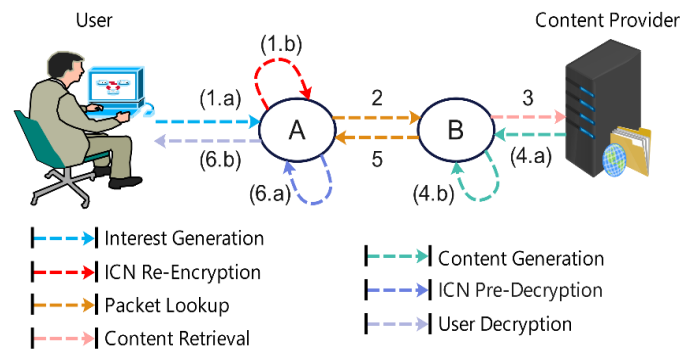 User
Content Provider
(1.b)
(1.a)
2
3
A
B
(6.b)
5
(4.a)
(6.a)
(4.b)
Interest Generation
ICN Re-Encryption
Packet Lookup
Content Retrieval
Content Generation
ICN Pre-Decryption
User Decryption